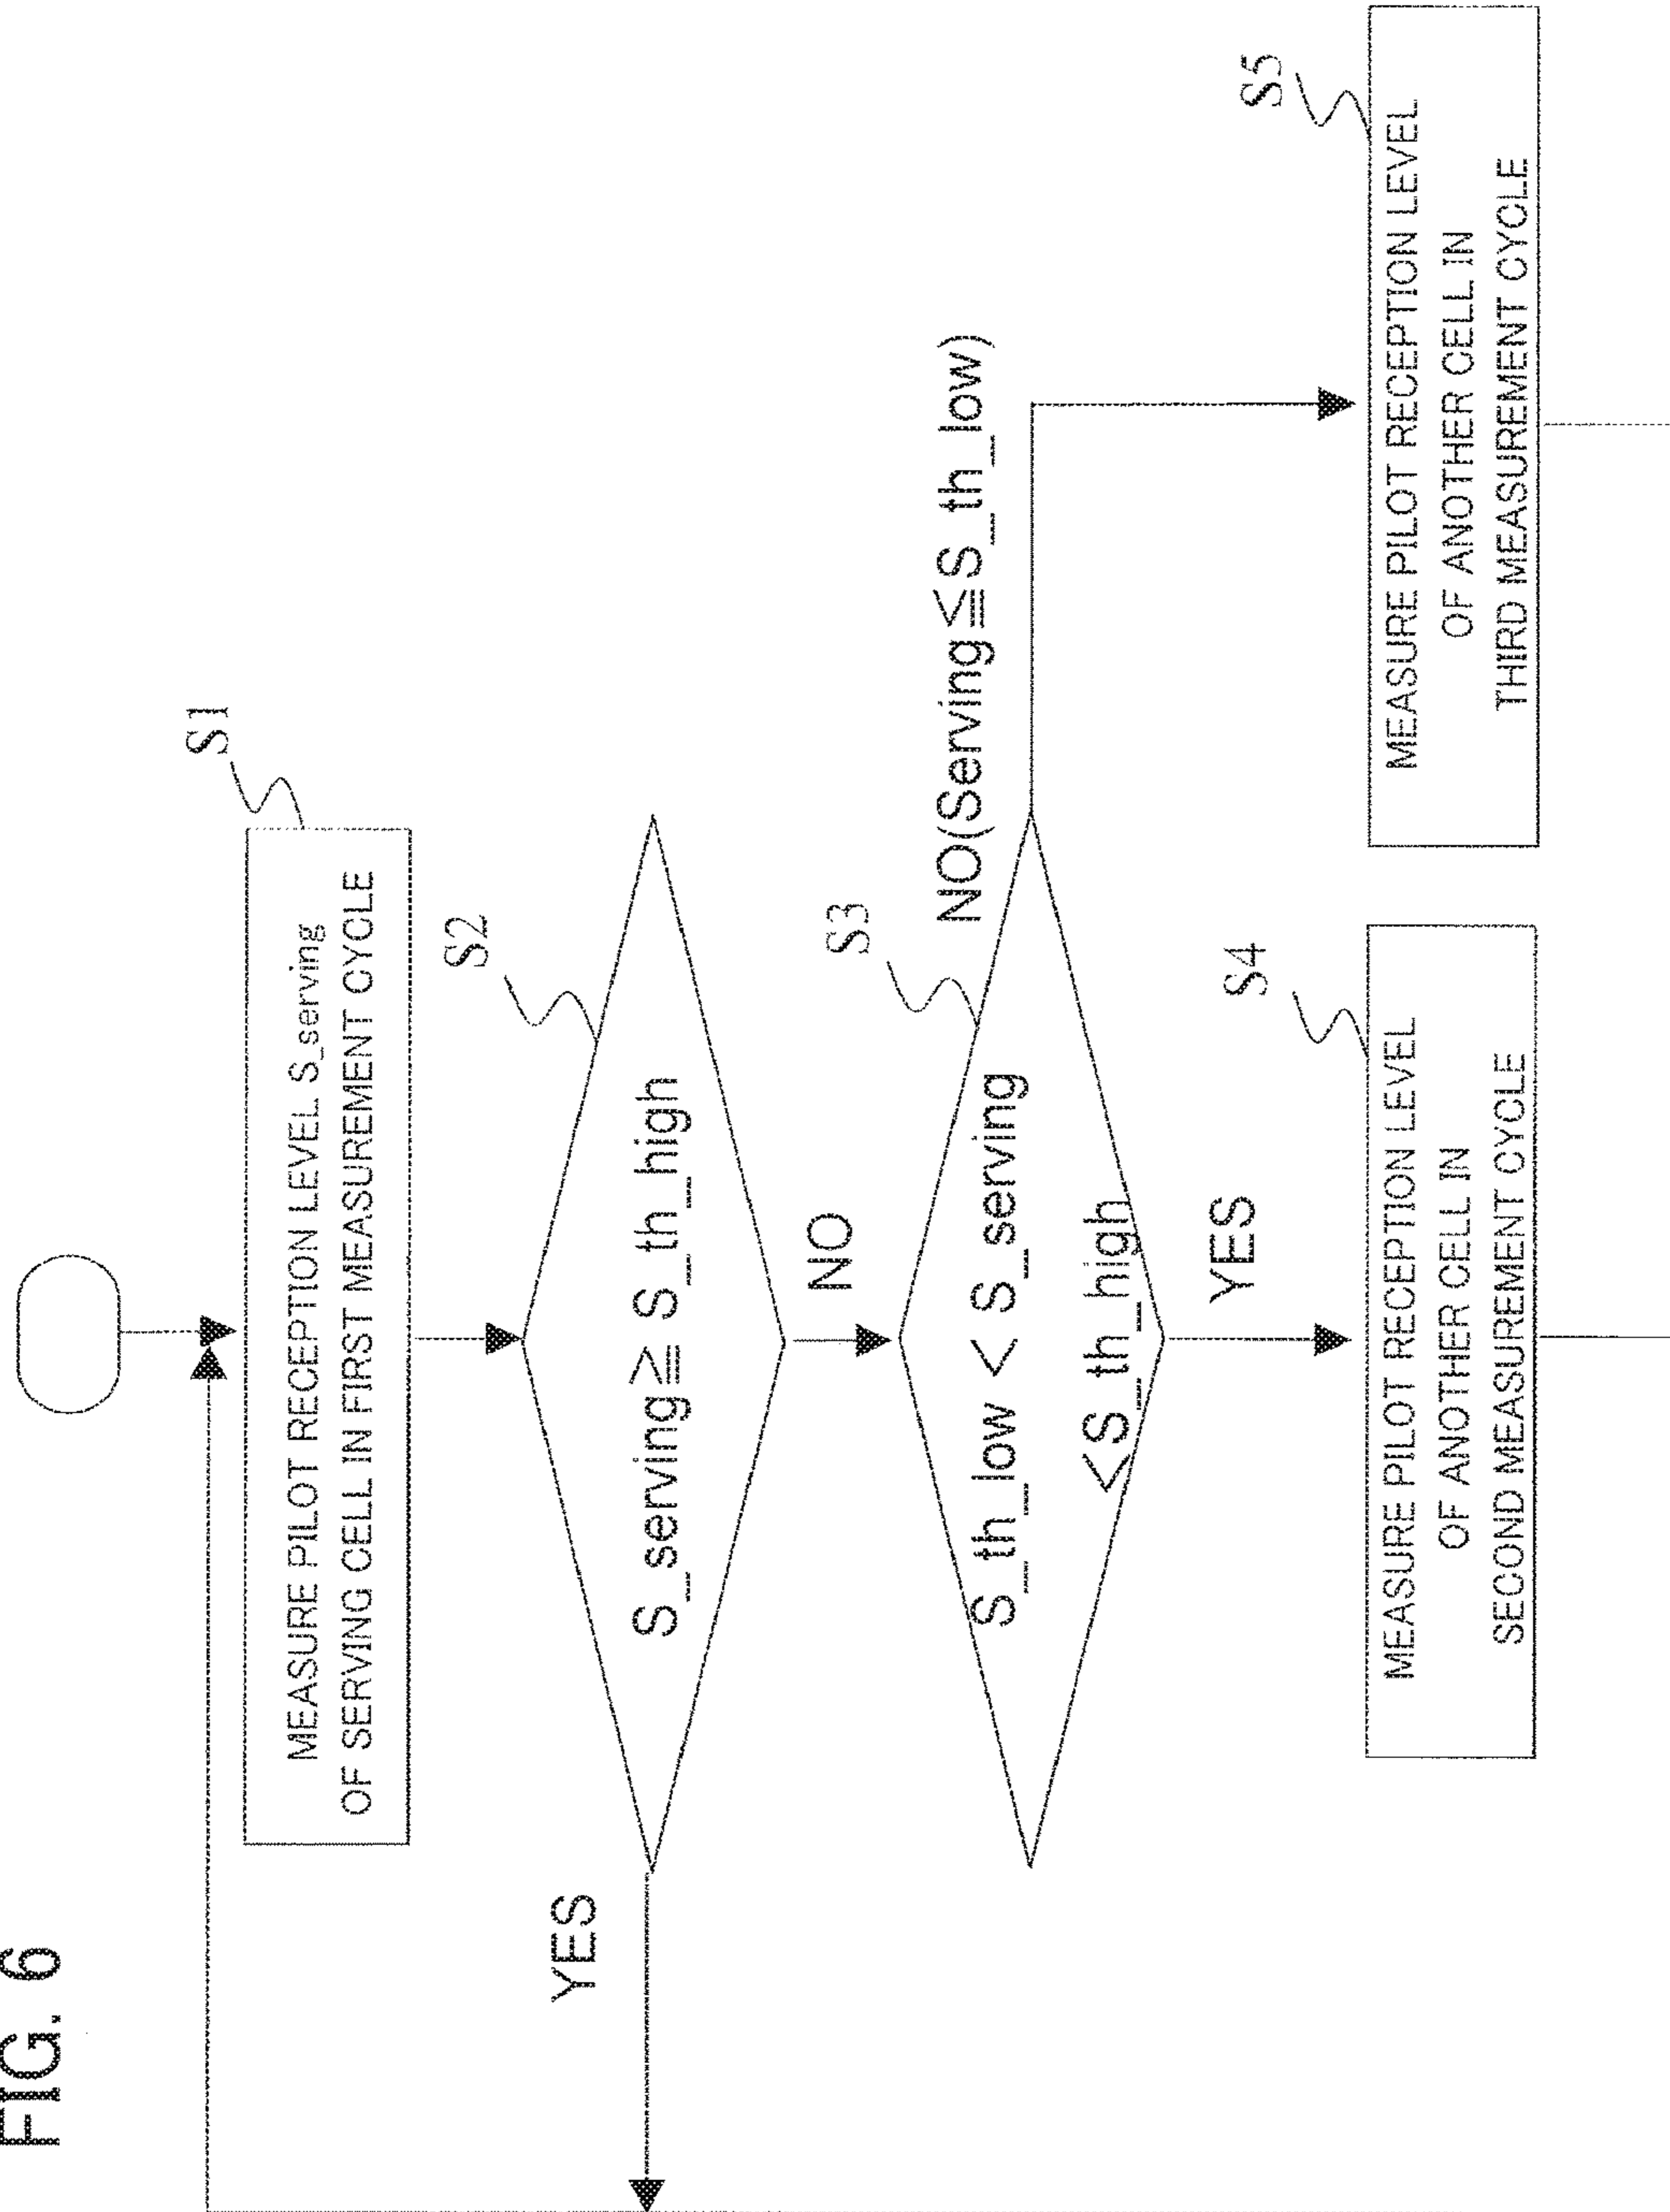 FIG. 6
S1
MEASURE PILOT RECEPTION LEVEL S_serving
OF SERVING CELL IN FIRST MEASUREMENT CYCLE
S2
S_serving≧ S_th_high
YES
NO
S3
S_th_low < S_serving
<S_th_high
NO(Serving≦S_th_low)
YES
S4
MEASURE PILOT RECEPTION LEVEL
OF ANOTHER CELL IN
SECOND MEASUREMENT CYCLE
S5
MEASURE PILOT RECEPTION LEVEL
OF ANOTHER CELL IN
THIRD MEASUREMENT CYCLE